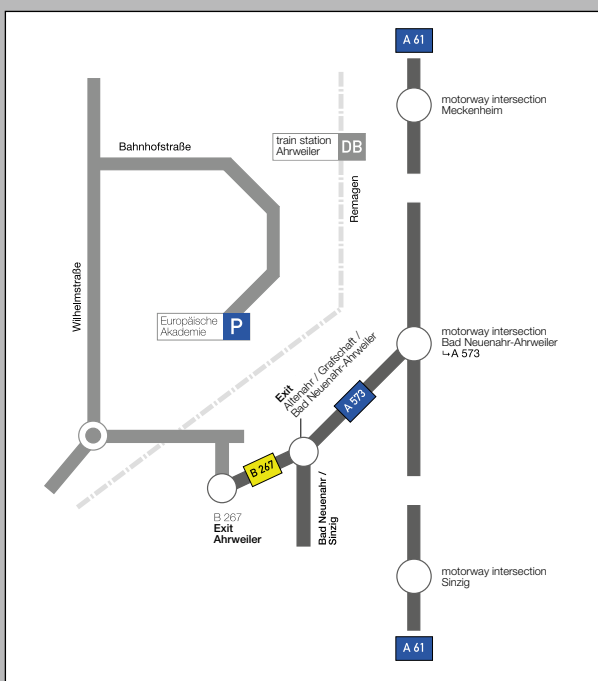 A 61
motorway intersection
Meckenheim
Bahnhofstraße
train station
Ahrweiler
DB
Remagen
Wilhelmstraße
Europäische
Akademie
P
motorway intersection
Bad Neuenahr-Ahrweiler
↳A 573
Exit
Altenahr / Grafschaft /
Bad Neuenahr-Ahrweiler
A 573
B 267
B 267
Exit
Ahrweiler
Bad Neuenahr /
Sinzig
motorway intersection
Sinzig
A 61